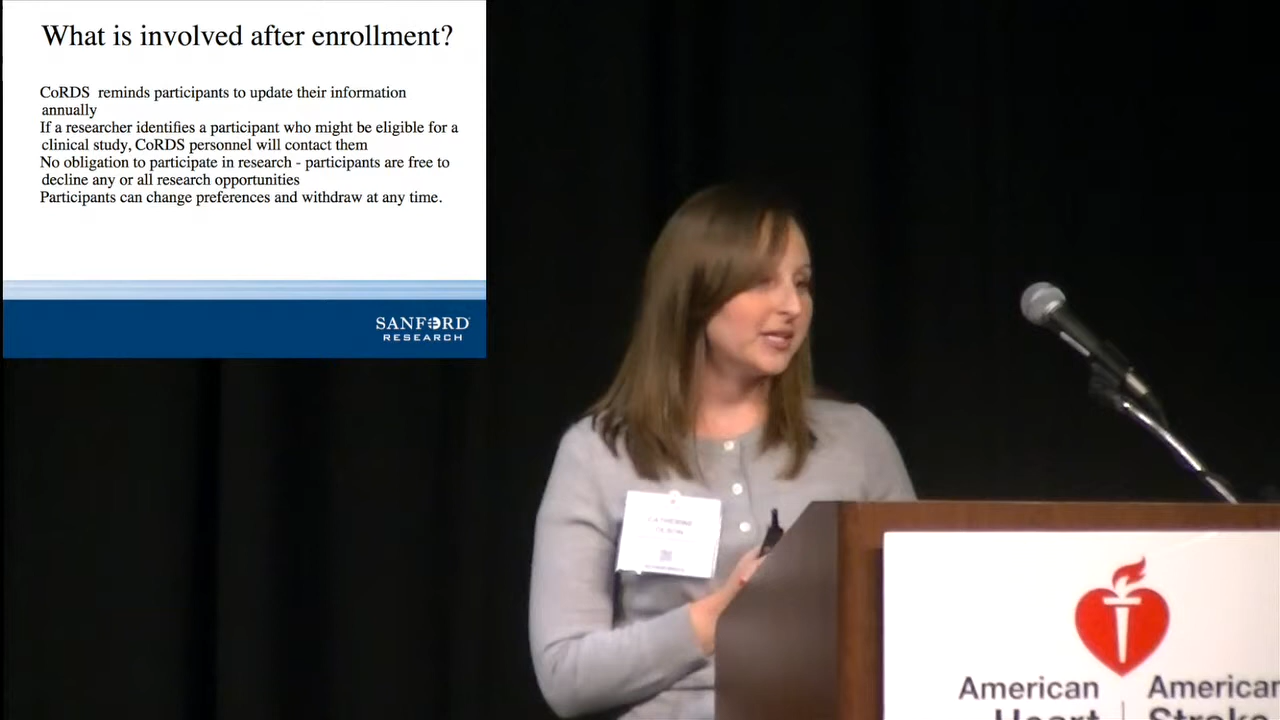 What is involved after enrollment?
CoRDS reminds participants to update their information
annually
If a researcher identifies a participant who might be eligible for a
clinical study, CoRDS personnel will contact them
No obligation to participate in research - participants are free to
decline any or all research opportunities
Participants can change preferences and withdraw at any time.
SANFORD
RESEARCH
CATHERINE
American
Heart
American
Stroke